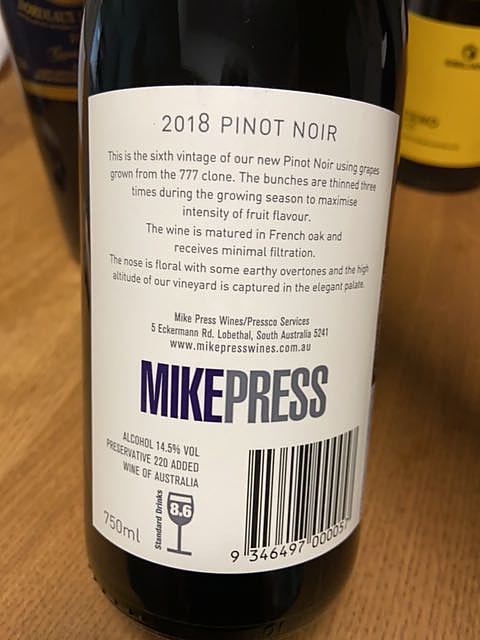 BORDEAUX
2018 PINOT NOIR
This is the sixth vintage of our new Pinot Noir using grapes
grown from the 777 clone. The bunches are thinned three
times during the growing season to maximise
intensity of fruit flavour.
The wine is matured in French oak and
receives minimal filtration.
The nose is floral with some earthy overtones and the high
altitude of our vineyard is captured in the elegant palate.
Mike Press Wines/Pressco Services
5 Eckermann Rd. Lobethal, South Australia 5241
www.mikepresswines.com.au
MIKEPRESS
ALCOHOL 14.5% VOL
PRESERVATIVE 220 ADDED
WINE OF AUSTRALIA
Standard Drinks
8.6
750ml
9 346497 000057